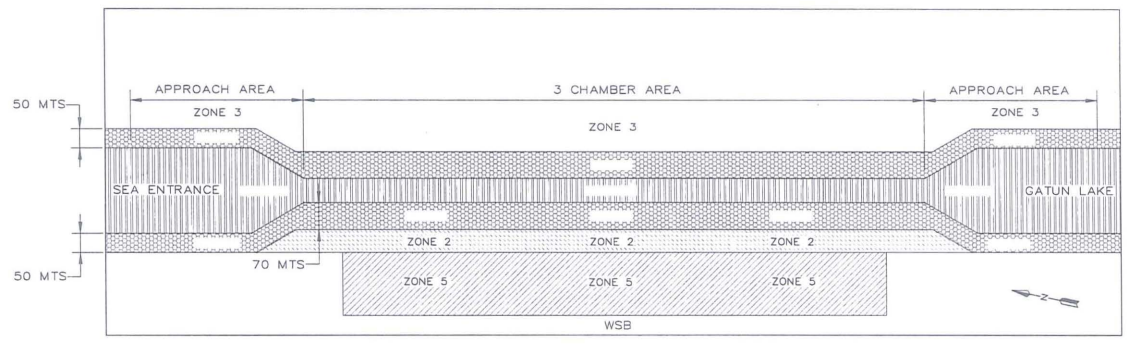 APPROACH AREA
3 CHAMBER AREA
APPROACH AREA
50 MTS
ZONE 3
ZONE 3
ZONE 3
SEA ENTRANCE
GATUN LAKE
ZONE 2
ZONE 2
ZONE 2
50 MTS
70 MTS
ZONE 5
ZONE 5
ZONE 5
N
WSB